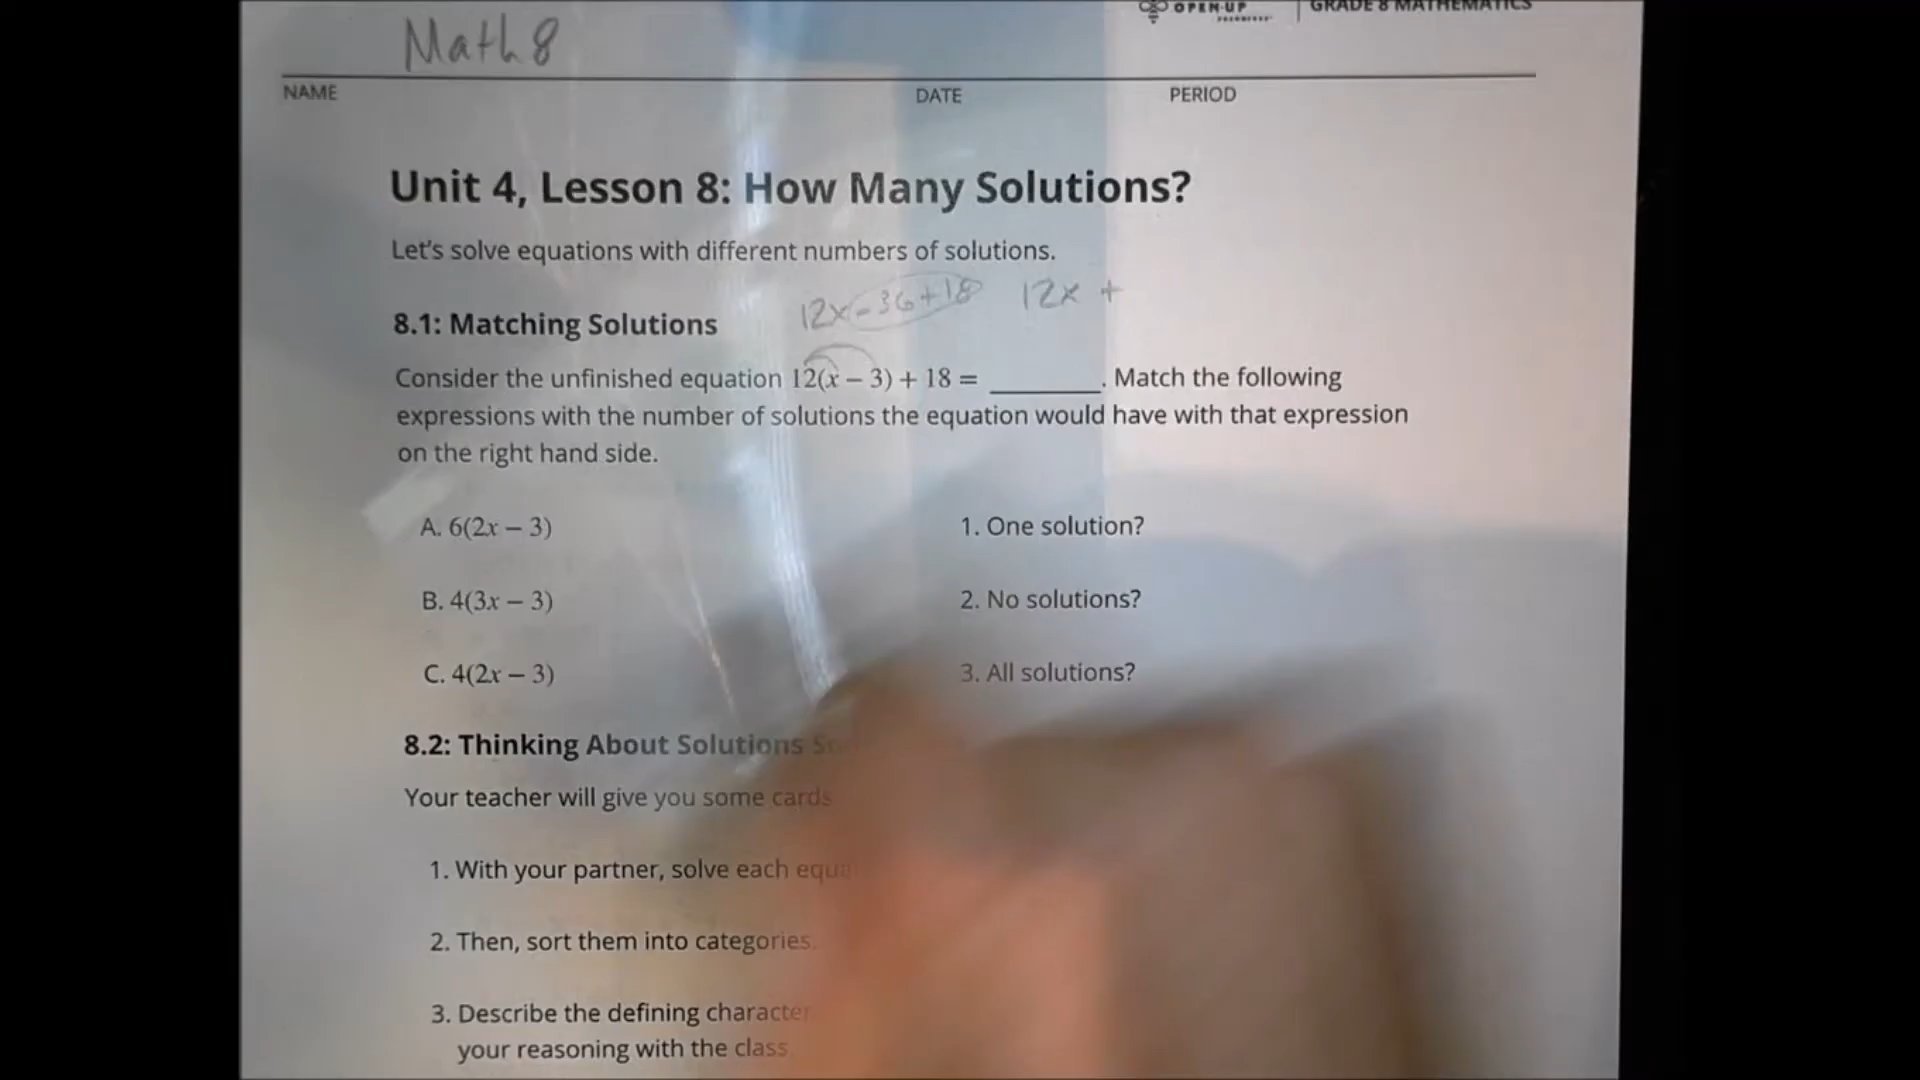 Math 8
OPEN-UP
GRADE 8 MATHEMATICS
NAME DATE PERIOD
Unit 4, Lesson 8: How Many Solutions?
Let's solve equations with different numbers of solutions.
12x - 36 + 18 12x +
8.1: Matching Solutions
Consider the unfinished equation 12(x – 3) + 18 = ________. Match the following
expressions with the number of solutions the equation would have with that expression
on the right hand side.
A. 6(2x – 3)
1. One solution?
B. 4(3x – 3)
2. No solutions?
C. 4(2x – 3)
3. All solutions?
8.2: Thinking About Solutions
Your teacher will give you some cards
1. With your partner, solve each
2. Then, sort them into categories.
3. Describe the defining
your reasoning with the class